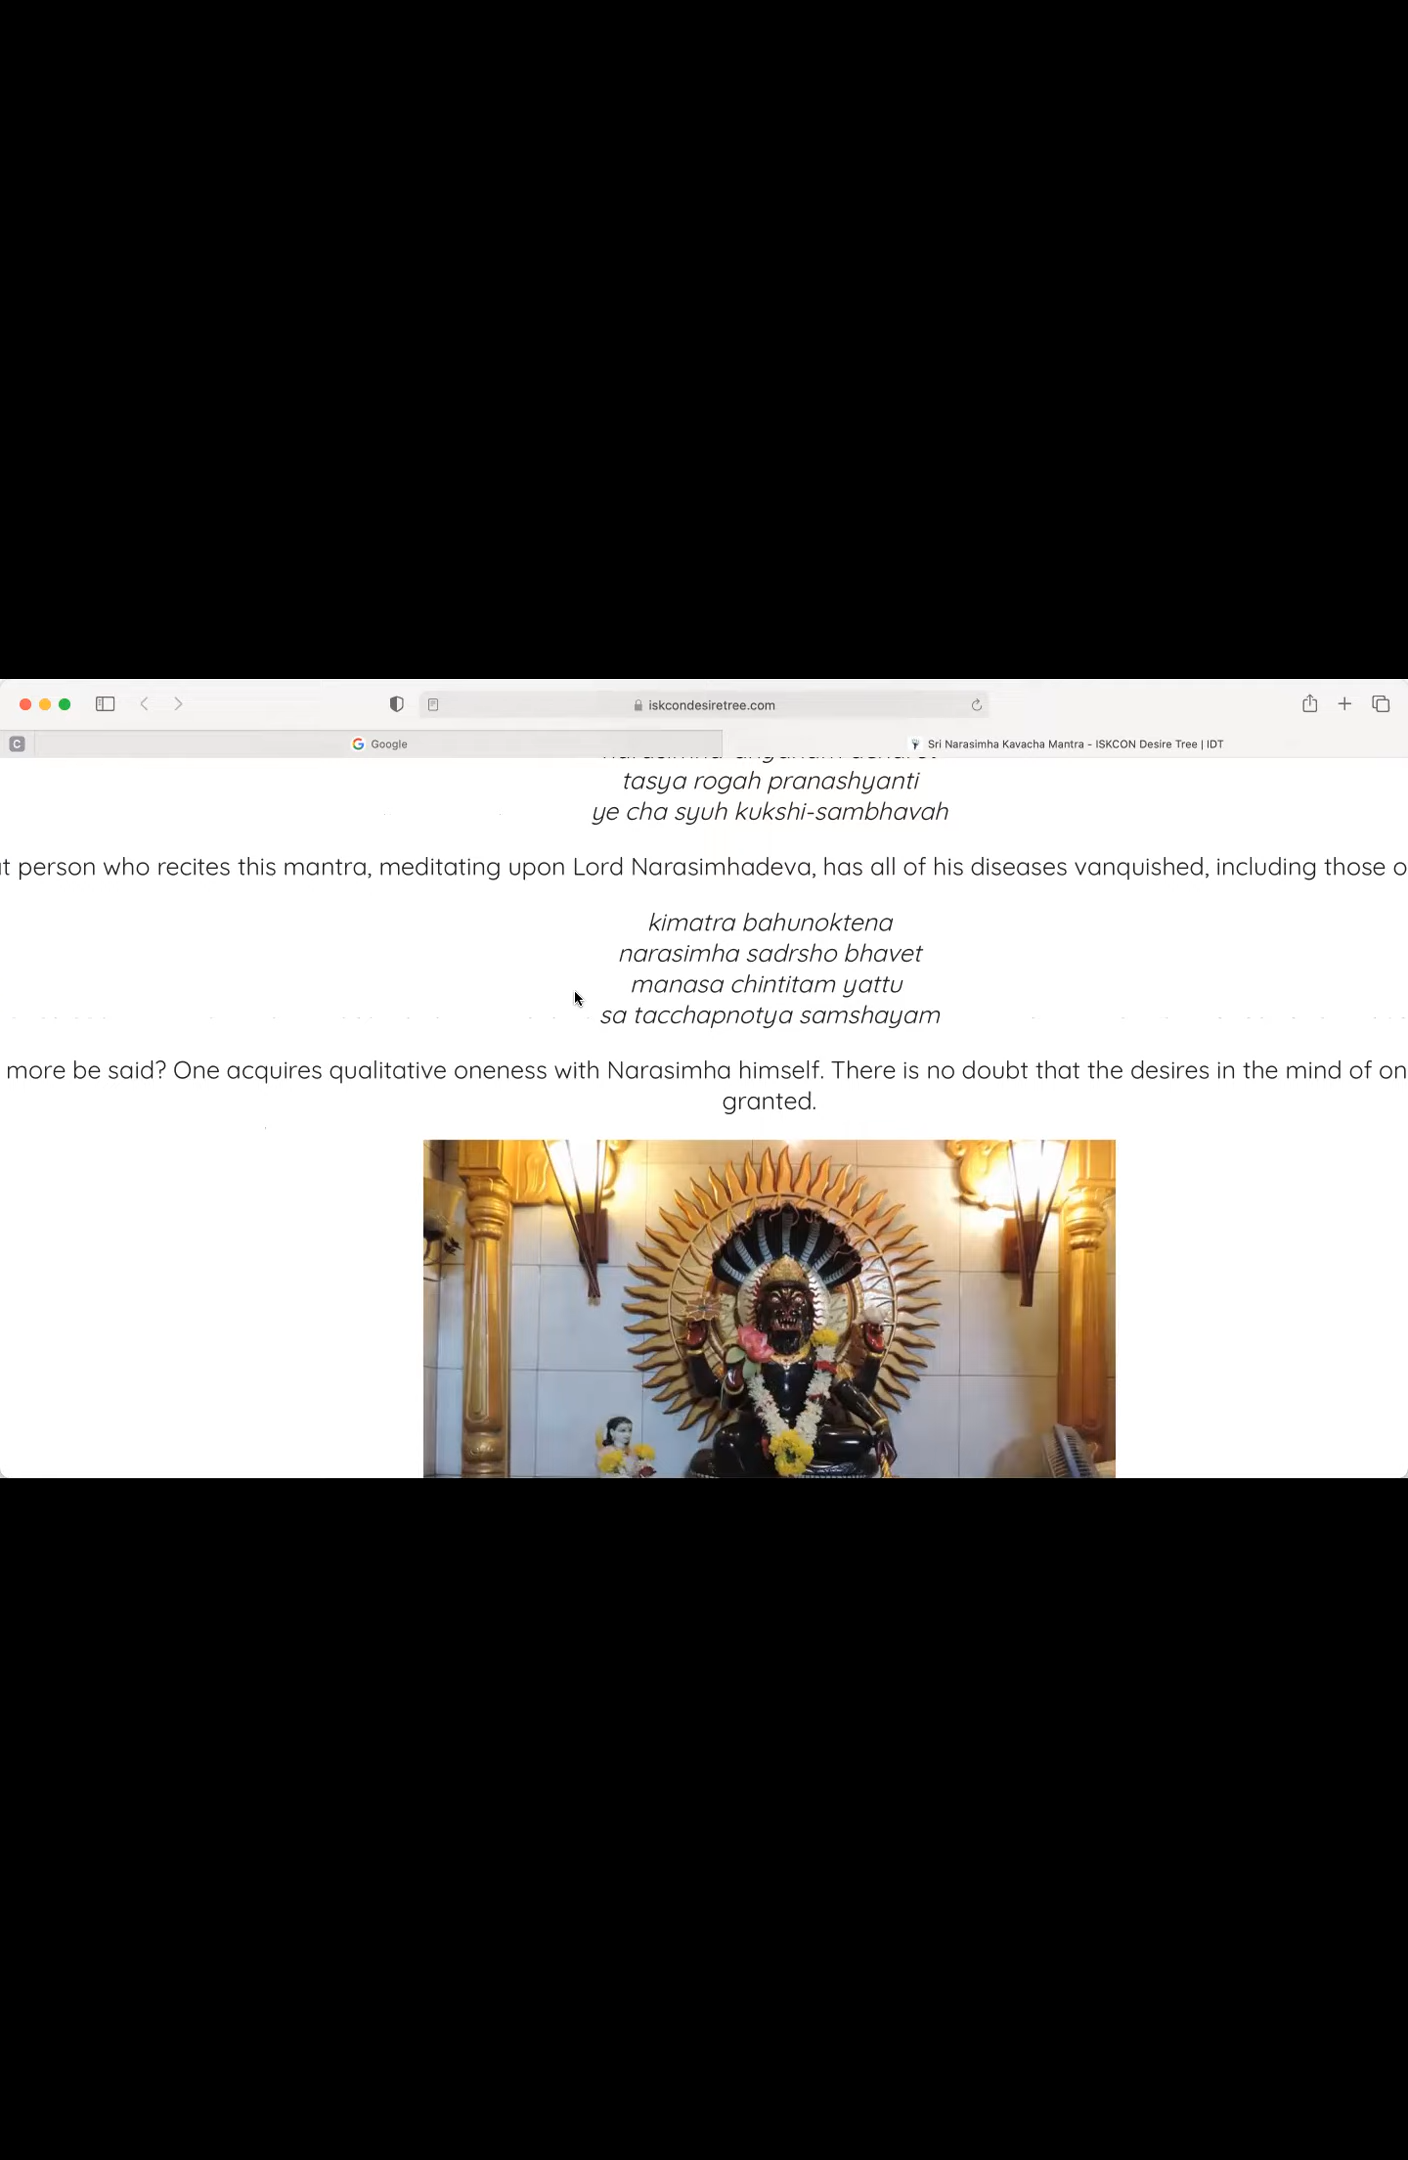 iskcondesiretree.com
C
Google
Sri Narasimha Kavacha Mantra - ISKCON Desire Tree | IDT
tasya rogah pranashyanti
ye cha syuh kukshi-sambhavah
person who recites this mantra, meditating upon Lord Narasimhadeva, has all of his diseases vanquished, including those
kimatra bahunoktena
narasimha sadrsho bhavet
manasa chintitam yattu
sa tacchapnotya samshayam
more be said? One acquires qualitative oneness with Narasimha himself. There is no doubt that the desires in the mind of
granted.